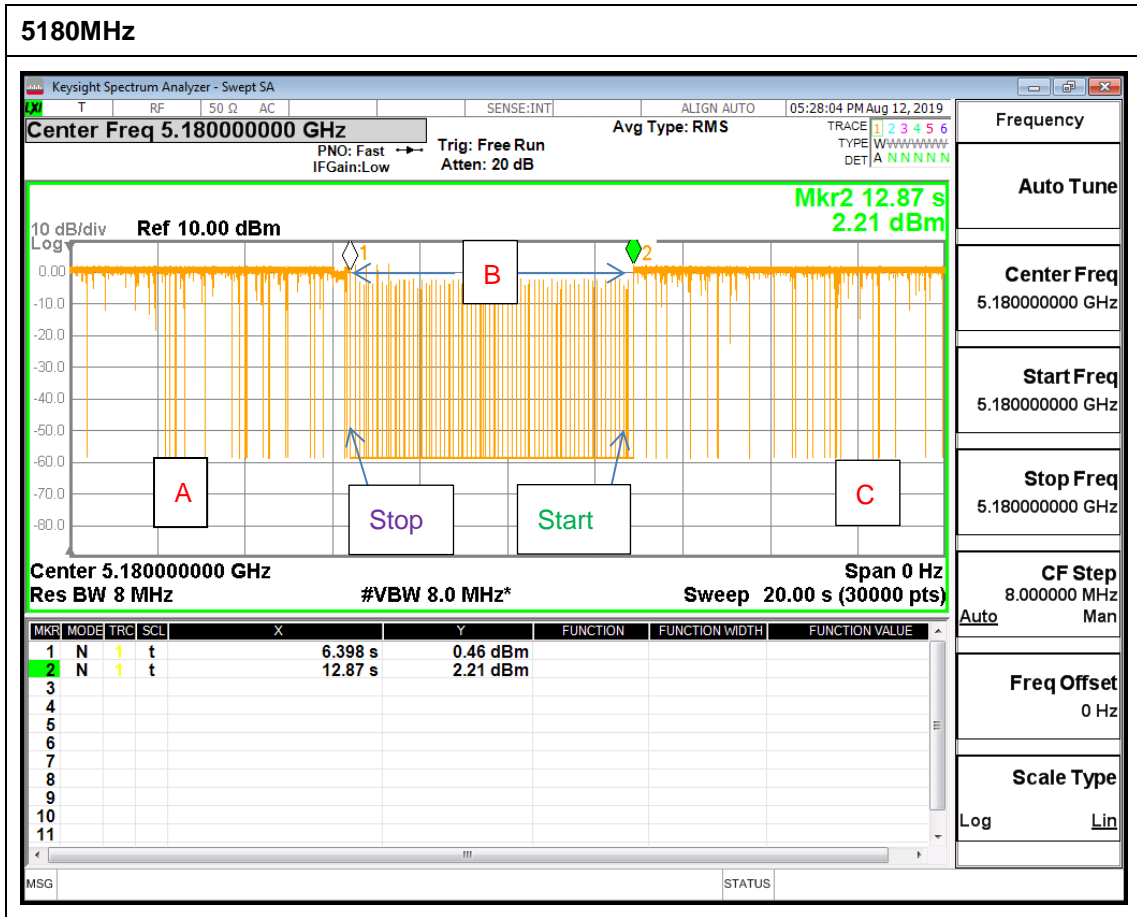 5180MHz
Keysight Spectrum Analyzer - Swept SA
LXI T RF 50 Ω AC SENSE:INT ALIGN AUTO 05:28:04 PM Aug 12, 2019
Center Freq 5.180000000 GHz
PNO: Fast
IFGain:Low
Trig: Free Run
Atten: 20 dB
Avg Type: RMS
TRACE 1 2 3 4 5 6
TYPE WWWWWWW
DET A N N N N N
Mkr2 12.87 s
2.21 dBm
10 dB/div Ref 10.00 dBm
Log
1
2
0.00
-10.0
-20.0
-30.0
-40.0
-50.0
-60.0
-70.0
-80.0
A
B
C
Stop
Start
Center 5.180000000 GHz
Span 0 Hz
Res BW 8 MHz #VBW 8.0 MHz* Sweep 20.00 s (30000 pts)
MKR MODE TRC SCL X Y FUNCTION FUNCTION WIDTH FUNCTION VALUE
1 N 1 t 6.398 s 0.46 dBm
2 N 1 t 12.87 s 2.21 dBm
3
4
5
6
7
8
9
10
11
MSG STATUS
Frequency
Auto Tune
Center Freq
5.180000000 GHz
Start Freq
5.180000000 GHz
Stop Freq
5.180000000 GHz
CF Step
8.000000 MHz
Auto Man
Freq Offset
0 Hz
Scale Type
Log Lin